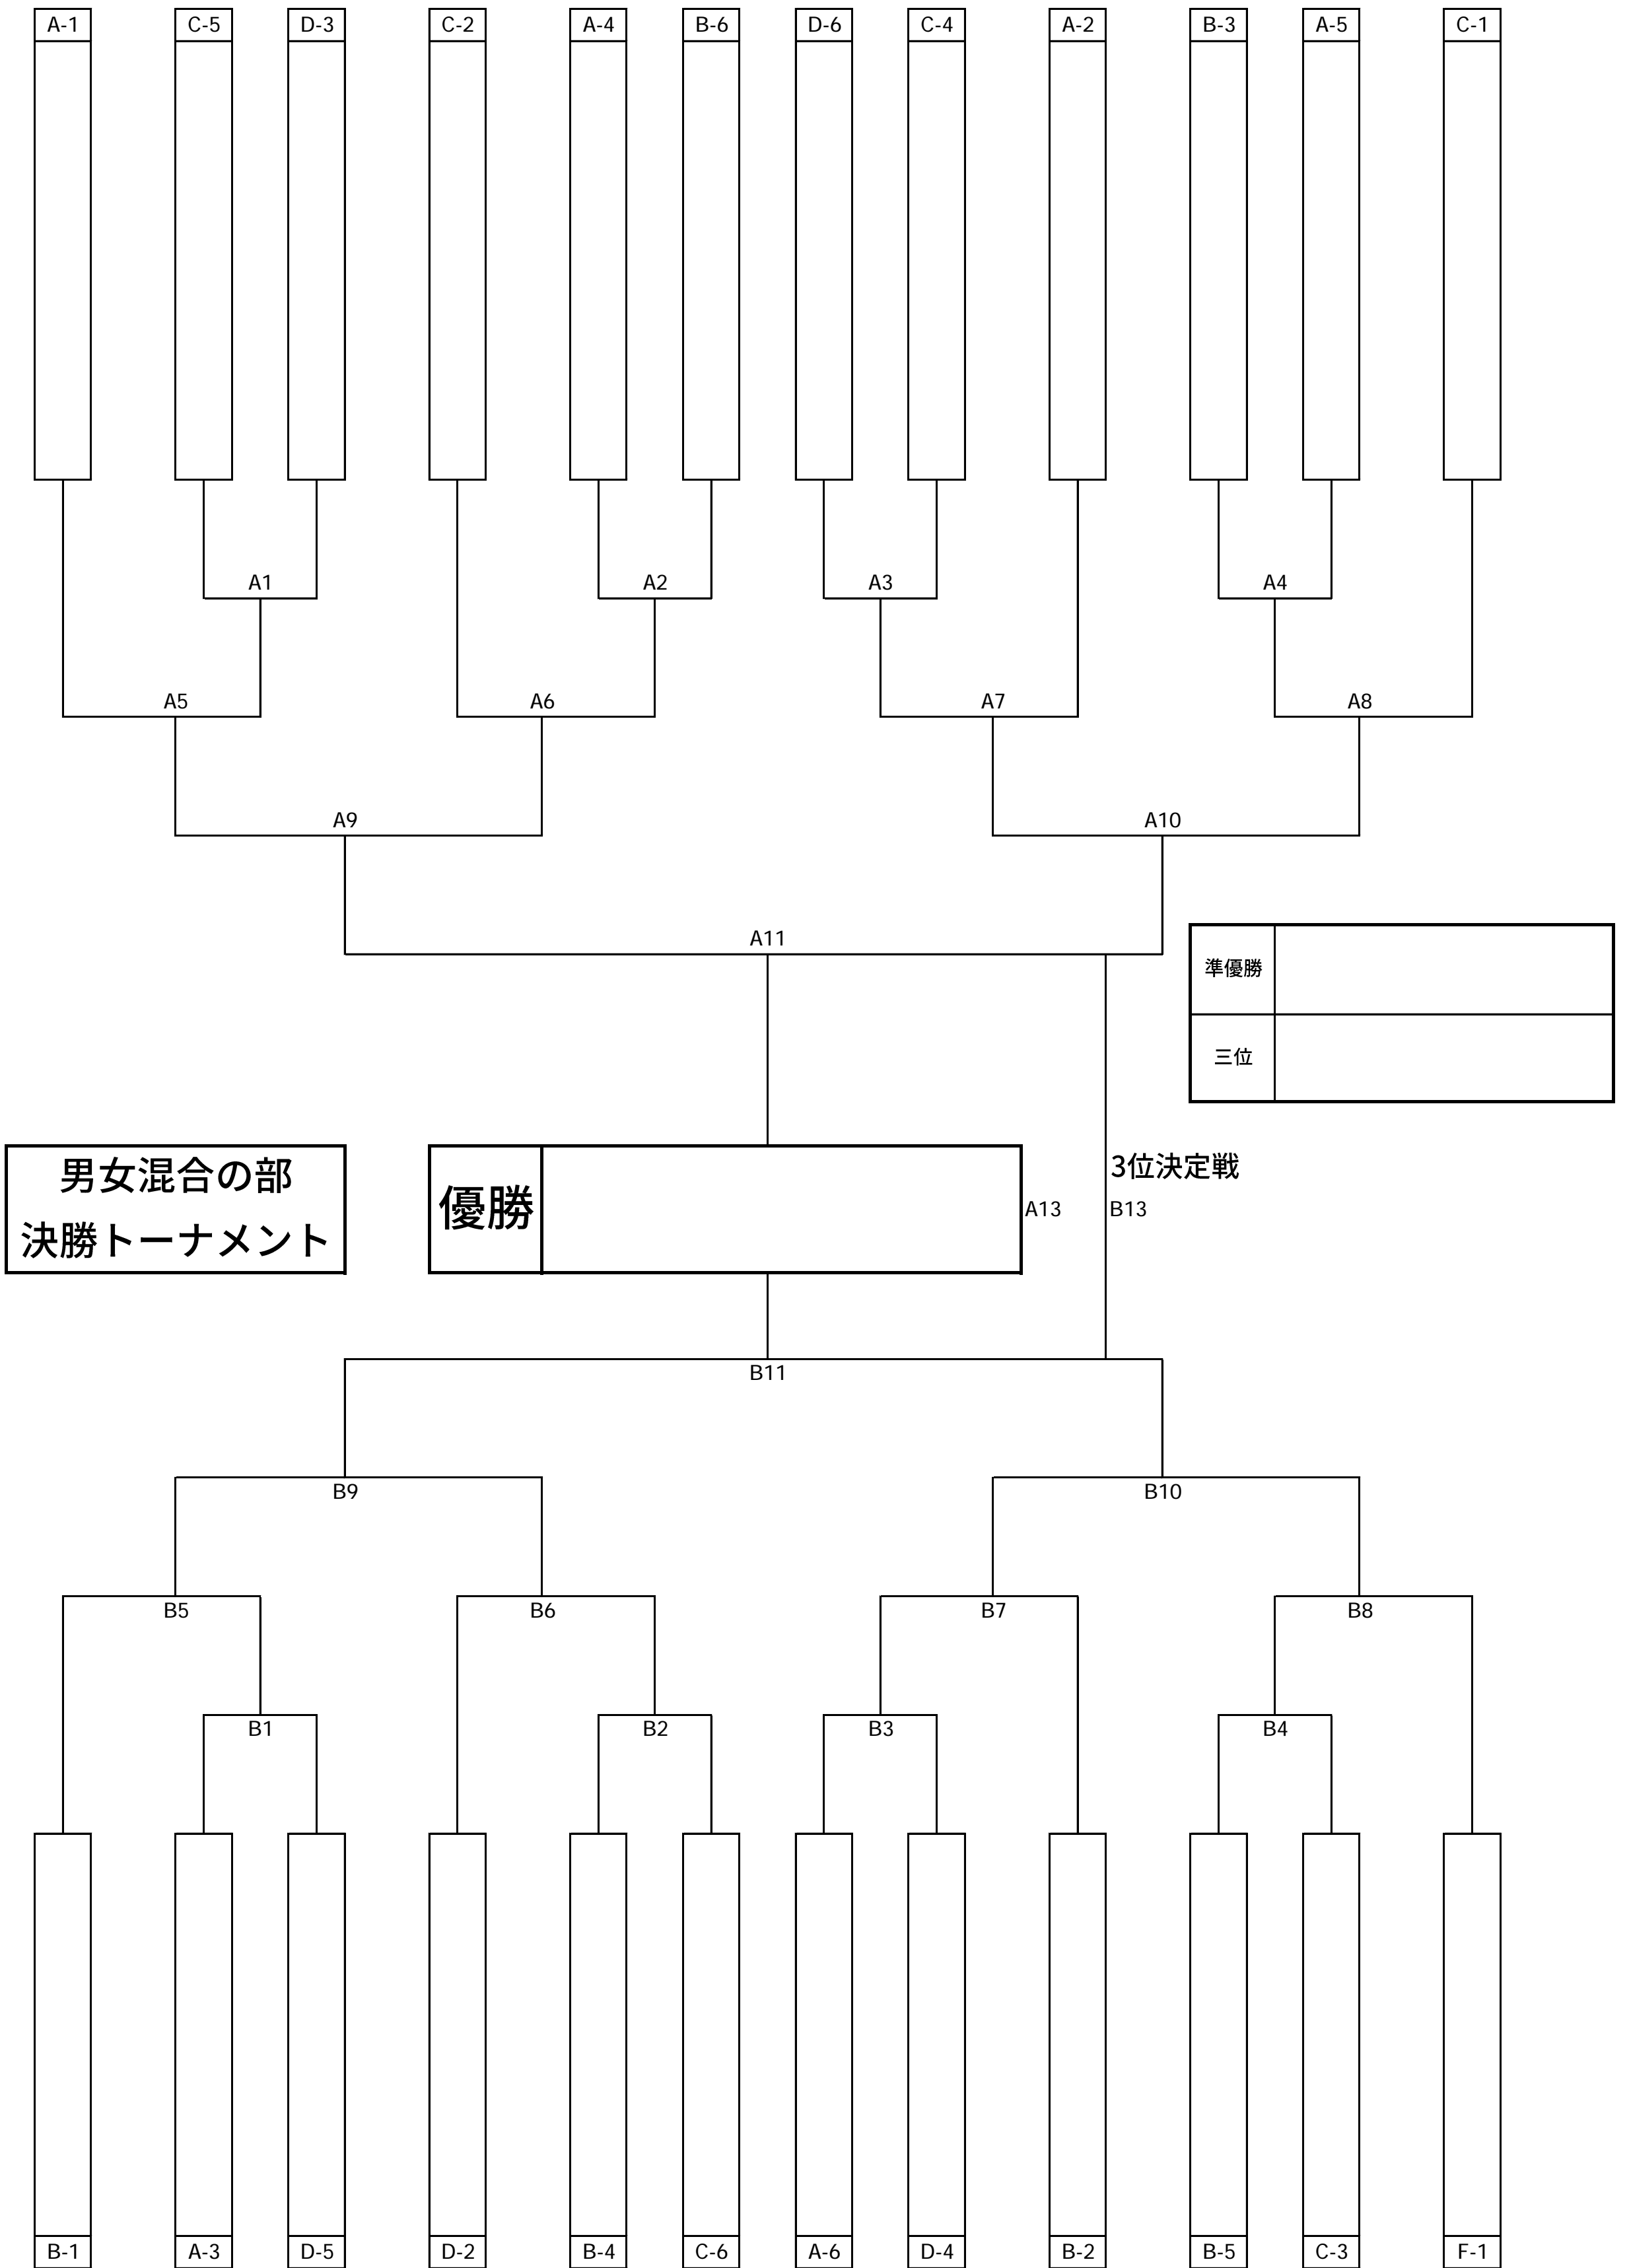 A-1 C-5 D-3 C-2 A-4 B-6 D-6 C-4 A-2 B-3 A-5 C-1
A1 A2 A3 A4
A5 A6 A7 A8
A9 A10
A11
準優勝
三位
男女混合の部
決勝トーナメント
優勝
A13
3位決定戦
B13
B11
B9 B10
B5 B6 B7 B8
B1 B2 B3 B4
B-1 A-3 D-5 D-2 B-4 C-6 A-6 D-4 B-2 B-5 C-3 F-1